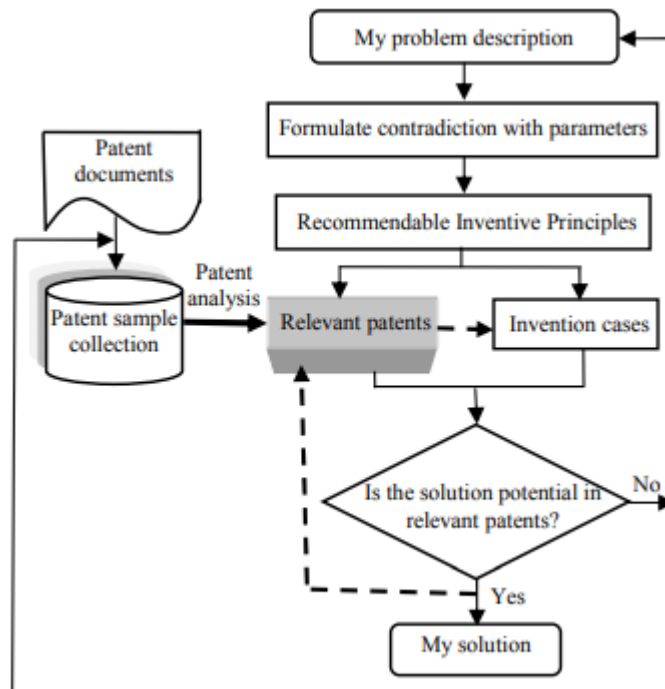 My problem description
Formulate contradiction with parameters
Patent
documents
Recommendable Inventive Principles
Patent
analysis
Patent sample
collection
Relevant patents
Invention cases
Is the solution potential in
relevant patents?
No
Yes
My solution